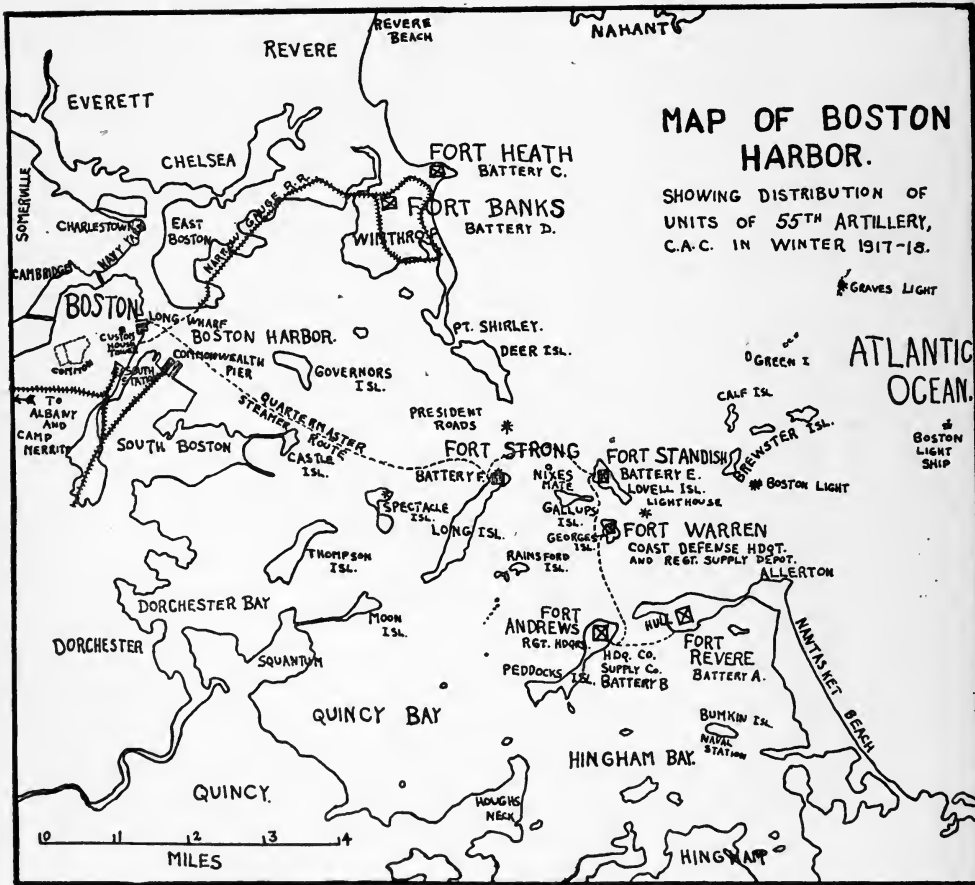 REVERE
BEACH
NAHANT
REVERE
EVERETT
MAP OF BOSTON
HARBOR.
SHOWING DISTRIBUTION OF
UNITS OF 55TH ARTILLERY,
C.A.C. IN WINTER 1917-18.
CHELSEA
FORT HEATH
BATTERY C.
SOMERVILLE
FORT BANKS
BATTERY D.
CHARLESTOWN
NAVY YD.
EAST
BOSTON
NARROW GAUGE R.R.
WINTHROP
CAMBRIDGE
GRAVES LIGHT
BOSTON
LONG WHARF
BOSTON HARBOR.
CUSTOM
HOUSE
TOWER
COMMON
SOUTH
STATION
COMMONWEALTH
PIER
PT. SHIRLEY.
DEER ISL.
GOVERNORS
ISL.
GREEN I
ATLANTIC
OCEAN.
TO
ALBANY
AND
CAMP
MERRITT
QUARTERMASTER
STEAMER ROUTE
PRESIDENT
ROADS
CALF ISL
BREWSTER ISL.
BOSTON
LIGHT
SHIP
SOUTH BOSTON
CASTLE
ISL.
FORT STRONG
BATTERY F.
NIXES
MATE
FORT STANDISH
BATTERY E.
LOVELL ISL.
LIGHTHOUSE
BOSTON LIGHT
SPECTACLE
ISL.
LONG ISL.
GALLUPS
ISL.
GEORGES
ISL.
FORT WARREN
COAST DEFENSE HDQT.
AND REGT. SUPPLY DEPOT.
THOMPSON
ISL.
RAINSFORD
ISL.
ALLERTON
DORCHESTER BAY
MOON
ISL.
DORCHESTER
SQUANTUM
FORT
ANDREWS
RGT. HDQRS.
HULL
FORT
REVERE
BATTERY A.
NANTASKET BEACH
PEDDOCKS ISL.
HDQ. CO.
SUPPLY CO.
BATTERY B
QUINCY BAY
BUMKIN ISL
NAVAL
STATION
HINGHAM BAY.
QUINCY.
HOUGHS
NECK
HINGHAM
0 1 2 3 4
MILES